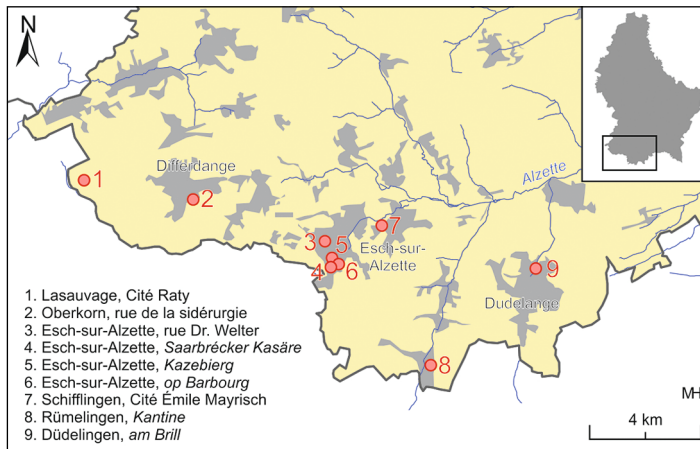 N
Differdange
Alzette
1
2
3
5
7
4
6
Esch-sur-
Alzette
9
Dudelange
8
1. Lasauvage, Cité Raty
2. Oberkorn, rue de la sidérurgie
3. Esch-sur-Alzette, rue Dr. Welter
4. Esch-sur-Alzette, Saarbrécker Kasäre
5. Esch-sur-Alzette, Kazebierg
6. Esch-sur-Alzette, op Barbourg
7. Schifflingen, Cité Émile Mayrisch
8. Rümelingen, Kantine
9. Düdelingen, am Brill
4 km